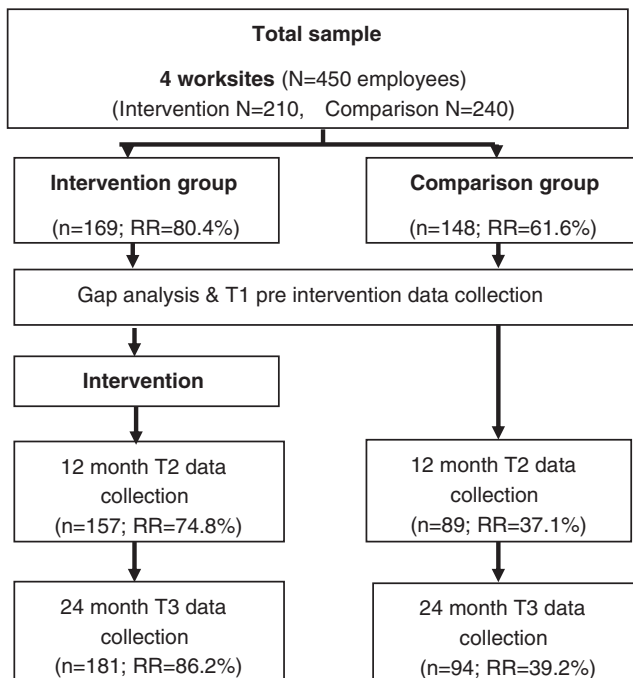 Total sample
4 worksites (N=450 employees)
(Intervention N=210, Comparison N=240)
Intervention group
(n=169; RR=80.4%)
Comparison group
(n=148; RR=61.6%)
Gap analysis & T1 pre intervention data collection
Intervention
12 month T2 data
collection
(n=157; RR=74.8%)
12 month T2 data
collection
(n=89; RR=37.1%)
24 month T3 data
collection
(n=181; RR=86.2%)
24 month T3 data
collection
(n=94; RR=39.2%)